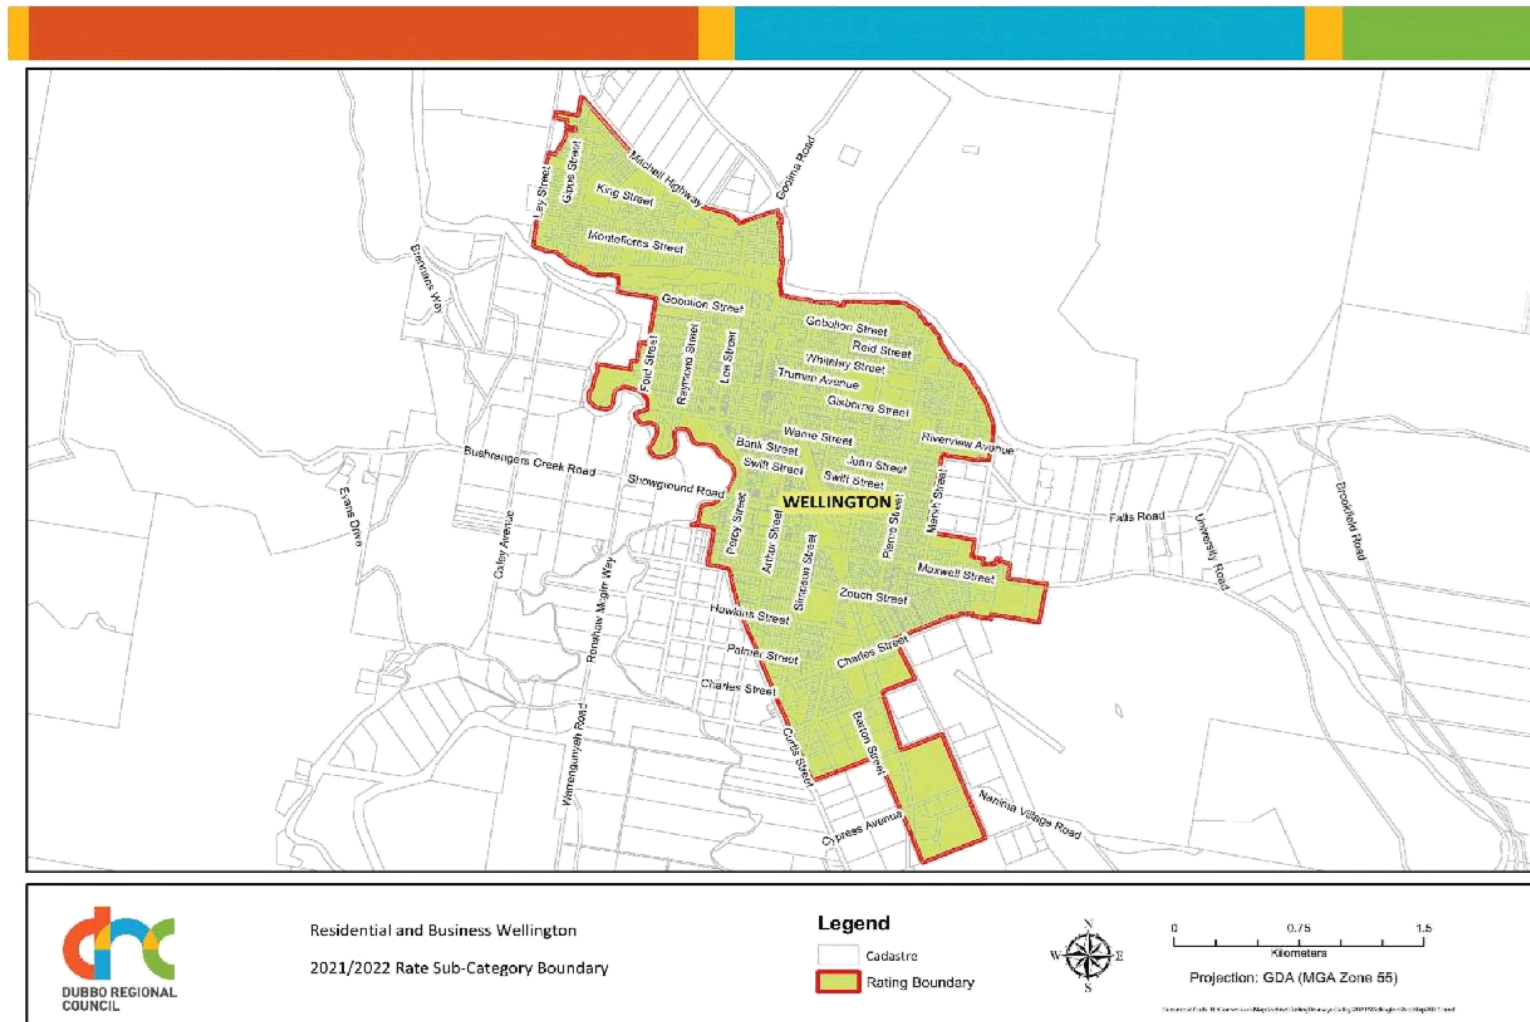 Mitchell Highway
Goolma Road
Lay Street
Gipps Street
King Street
Montefiores Street
Brennans Way
Gobolion Street
Gobolion Street
Reid Street
Whiteley Street
Truman Avenue
Gisborne Street
Ford Street
Raymond Street
Lee Street
Warne Street
Riverview Avenue
Bank Street
Juan Street
Swift Street
Swift Street
Bushrangers Creek Road
Showground Road
Evans Drive
Caley Avenue
WELLINGTON
Marsh Street
Falls Road
University Road
Brookfield Road
Percy Street
Arthur Street
Simpson Street
Pierce Street
Maxwell Street
Zouch Street
Renshaw Mcgirr Way
Hawkins Street
Palmer Street
Charles Street
Charles Street
Warrengunyah Road
Curtis Street
Barton Street
Cypress Avenue
Nanima Village Road
DUBBO REGIONAL
COUNCIL
Residential and Business Wellington
2021/2022 Rate Sub-Category Boundary
Legend
Cadastre
Rating Boundary
N
W E
S
0 0.75 1.5
Kilometers
Projection: GDA (MGA Zone 55)